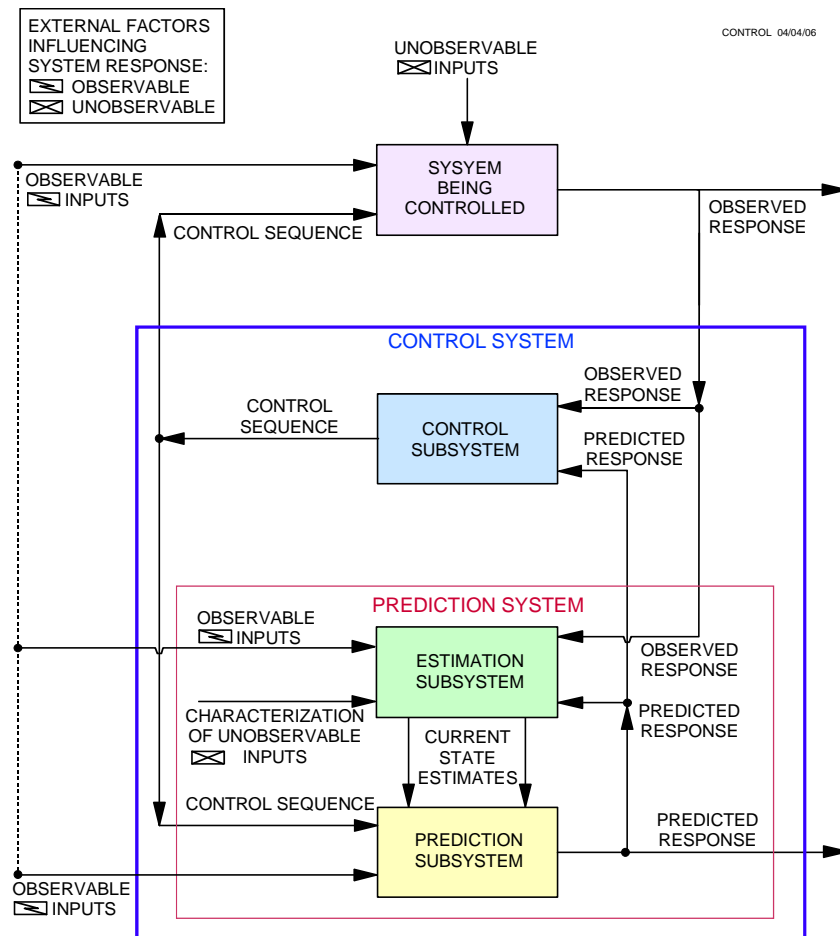 EXTERNAL FACTORS
INFLUENCING
SYSTEM RESPONSE:
OBSERVABLE
UNOBSERVABLE
UNOBSERVABLE
INPUTS
CONTROL 04/04/06
OBSERVABLE
INPUTS
SYSYEM
BEING
CONTROLLED
CONTROL SEQUENCE
OBSERVED
RESPONSE
CONTROL SYSTEM
CONTROL
SEQUENCE
CONTROL
SUBSYSTEM
OBSERVED
RESPONSE
PREDICTED
RESPONSE
PREDICTION SYSTEM
OBSERVABLE
INPUTS
ESTIMATION
SUBSYSTEM
OBSERVED
RESPONSE
CHARACTERIZATION
OF UNOBSERVABLE
INPUTS
CURRENT
STATE
ESTIMATES
PREDICTED
RESPONSE
CONTROL SEQUENCE
PREDICTION
SUBSYSTEM
PREDICTED
RESPONSE
OBSERVABLE
INPUTS